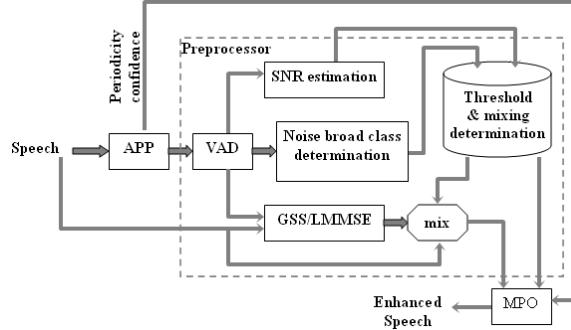 Periodicity
confidence
Preprocessor
SNR estimation
Threshold
& mixing
determination
Speech
APP
VAD
Noise broad class
determination
GSS/LMMSE
mix
Enhanced
Speech
MPO